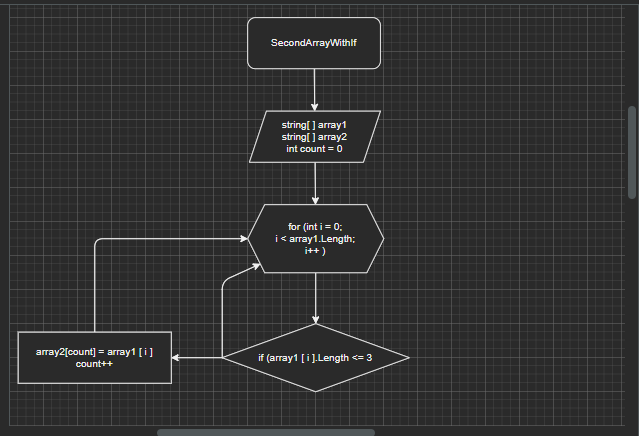 SecondArrayWithIf
string[ ] array1
string[ ] array2
int count = 0
for (int i = 0;
i < array1.Length;
i++ )
if (array1 [ i ].Length <= 3
array2[count] = array1 [ i ]
count++